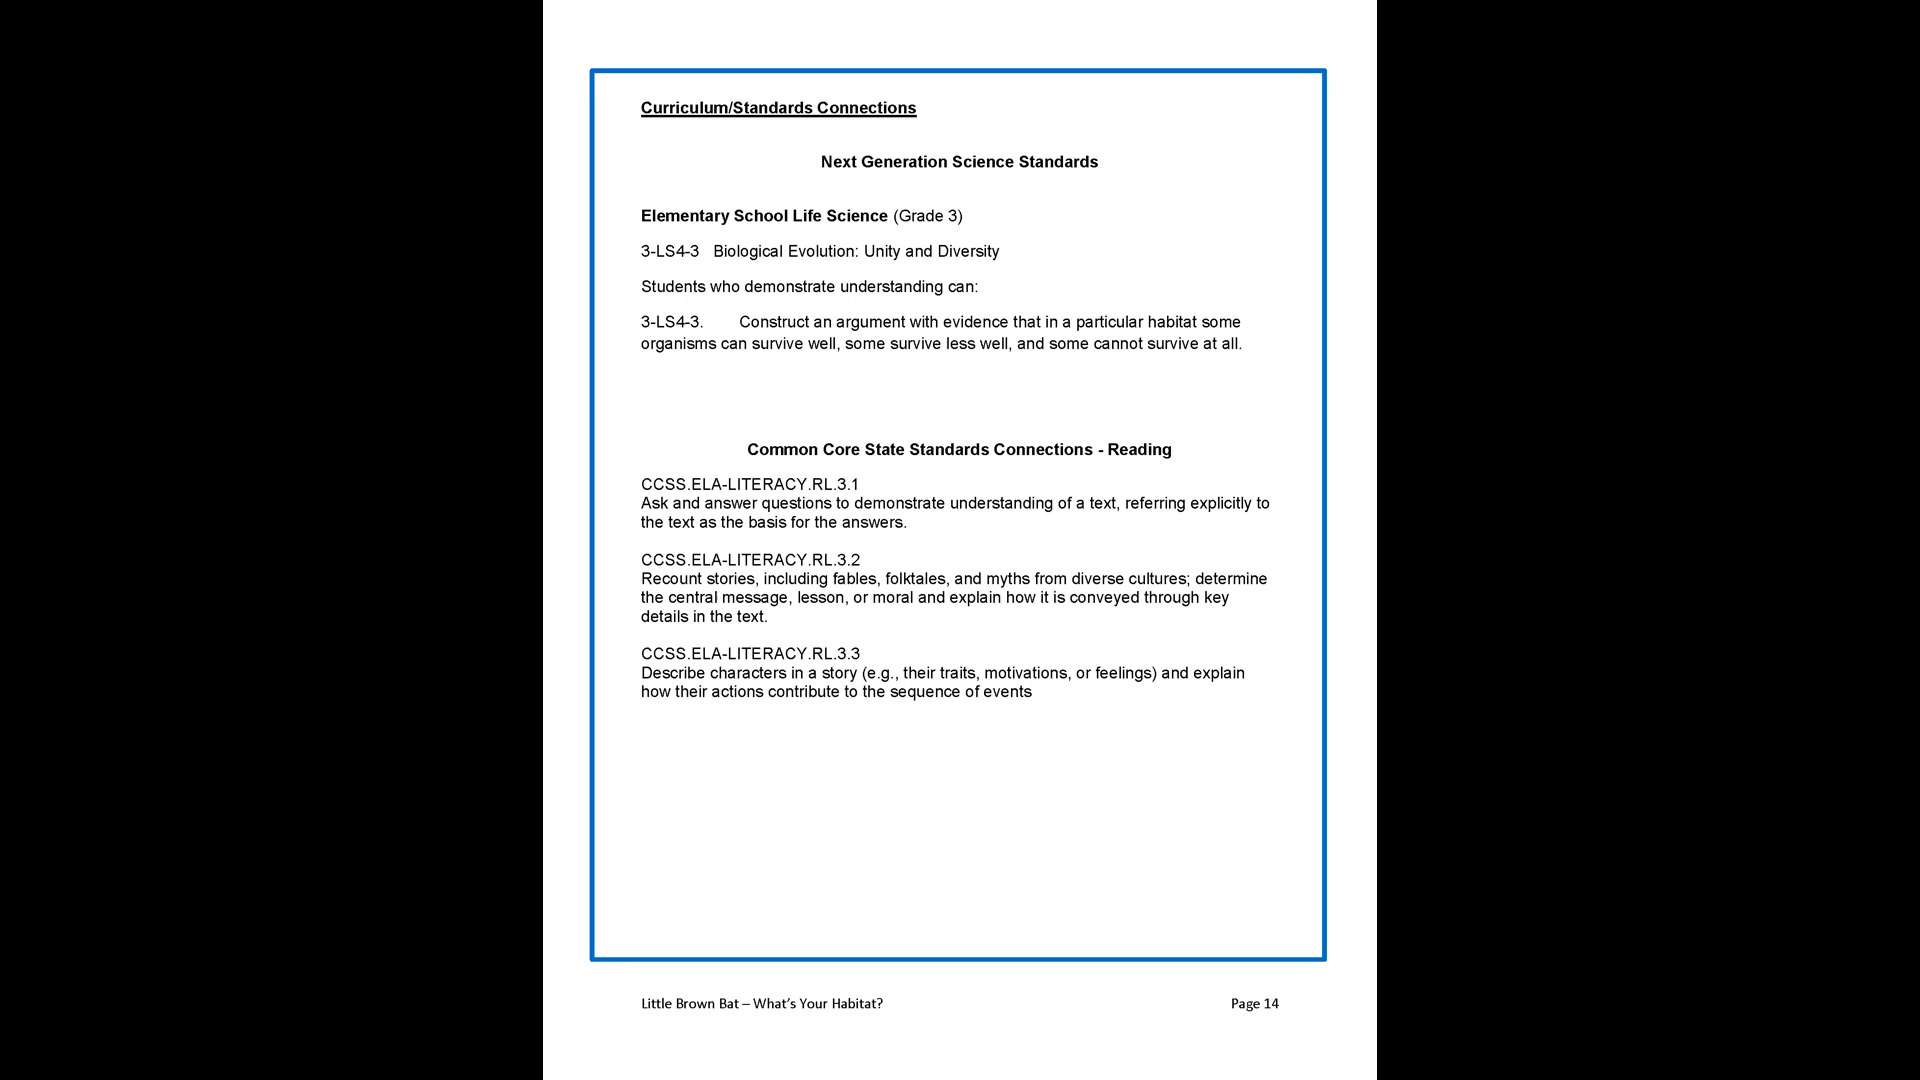 Curriculum/Standards Connections
Next Generation Science Standards
Elementary School Life Science (Grade 3)
3-LS4-3 Biological Evolution: Unity and Diversity
Students who demonstrate understanding can:
3-LS4-3. Construct an argument with evidence that in a particular habitat some
organisms can survive well, some survive less well, and some cannot survive at all.
Common Core State Standards Connections - Reading
CCSS.ELA-LITERACY.RL.3.1
Ask and answer questions to demonstrate understanding of a text, referring explicitly to
the text as the basis for the answers.
CCSS.ELA-LITERACY.RL.3.2
Recount stories, including fables, folktales, and myths from diverse cultures; determine
the central message, lesson, or moral and explain how it is conveyed through key
details in the text.
CCSS.ELA-LITERACY.RL.3.3
Describe characters in a story (e.g., their traits, motivations, or feelings) and explain
how their actions contribute to the sequence of events
Little Brown Bat – What’s Your Habitat? Page 14